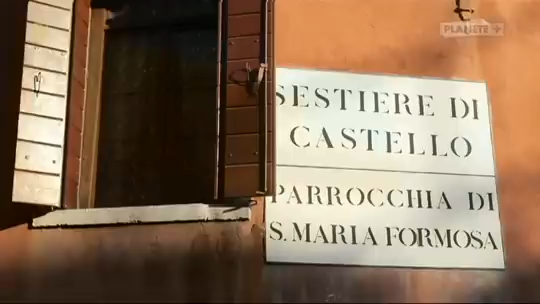 PLANETE+
SESTIERE DI
CASTELLO
PARROCCHIA DI
S. MARIA FORMOSA